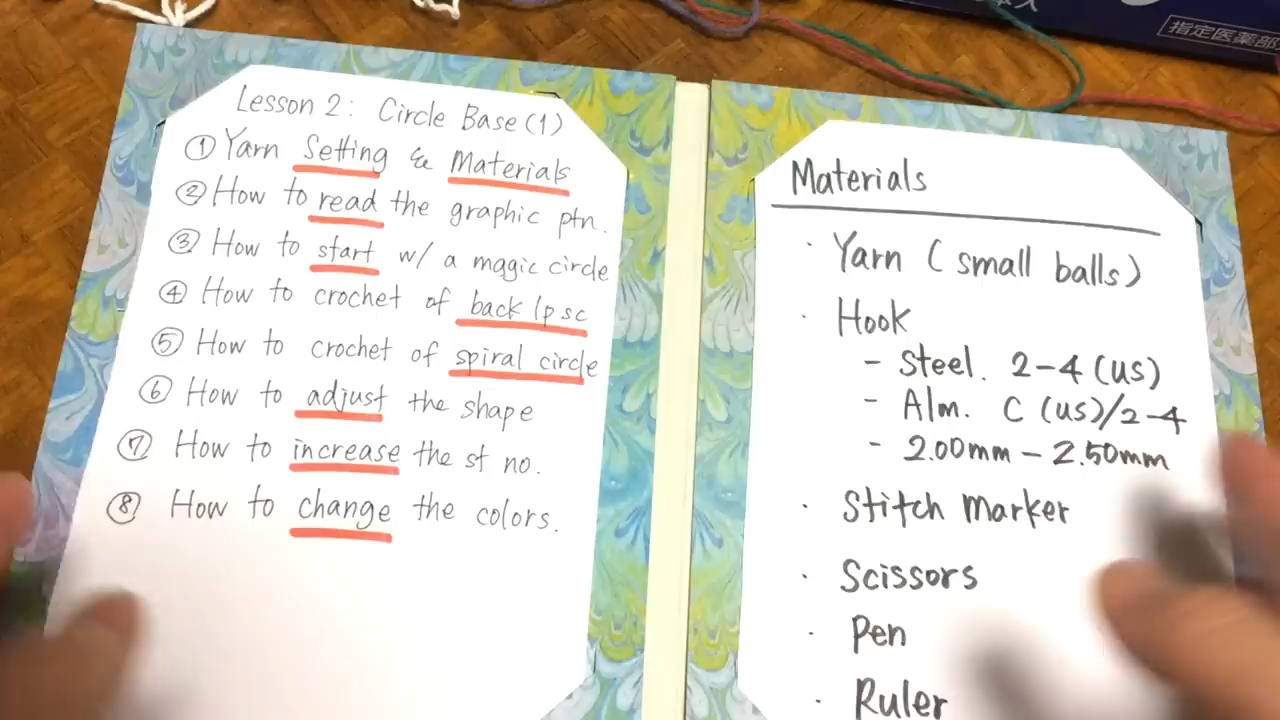 Lesson 2: Circle Base (1)
① Yarn Setting & Materials
② How to read the graphic ptn.
③ How to start w/ a magic circle
④ How to crochet of back lp sc
⑤ How to crochet of spiral circle
⑥ How to adjust the shape
⑦ How to increase the st no.
⑧ How to change the colors.
Materials
・ Yarn (small balls)
・ Hook
- Steel. 2-4 (US)
- Alm. C (US)/2-4
- 2.00mm - 2.50mm
・ Stitch Marker
・ Scissors
・ Pen
・ Ruler
指定医薬部